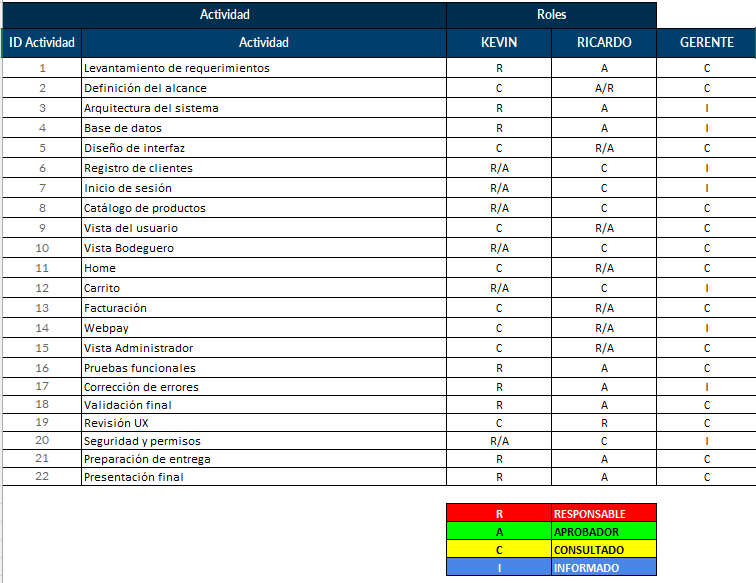 Actividad Roles
ID Actividad Actividad KEVIN RICARDO GERENTE
1 Levantamiento de requerimientos R A C
2 Definición del alcance C A/R C
3 Arquitectura del sistema R A I
4 Base de datos R A I
5 Diseño de interfaz C R/A C
6 Registro de clientes R/A C I
7 Inicio de sesión R/A C I
8 Catálogo de productos R/A C C
9 Vista del usuario C R/A C
10 Vista Bodeguero R/A C C
11 Home C R/A C
12 Carrito R/A C I
13 Facturación C R/A C
14 Webpay C R/A I
15 Vista Administrador C R/A C
16 Pruebas funcionales R A C
17 Corrección de errores R A I
18 Validación final R A C
19 Revisión UX C R C
20 Seguridad y permisos R/A C I
21 Preparación de entrega R A C
22 Presentación final R A C
R RESPONSABLE
A APROBADOR
C CONSULTADO
I INFORMADO